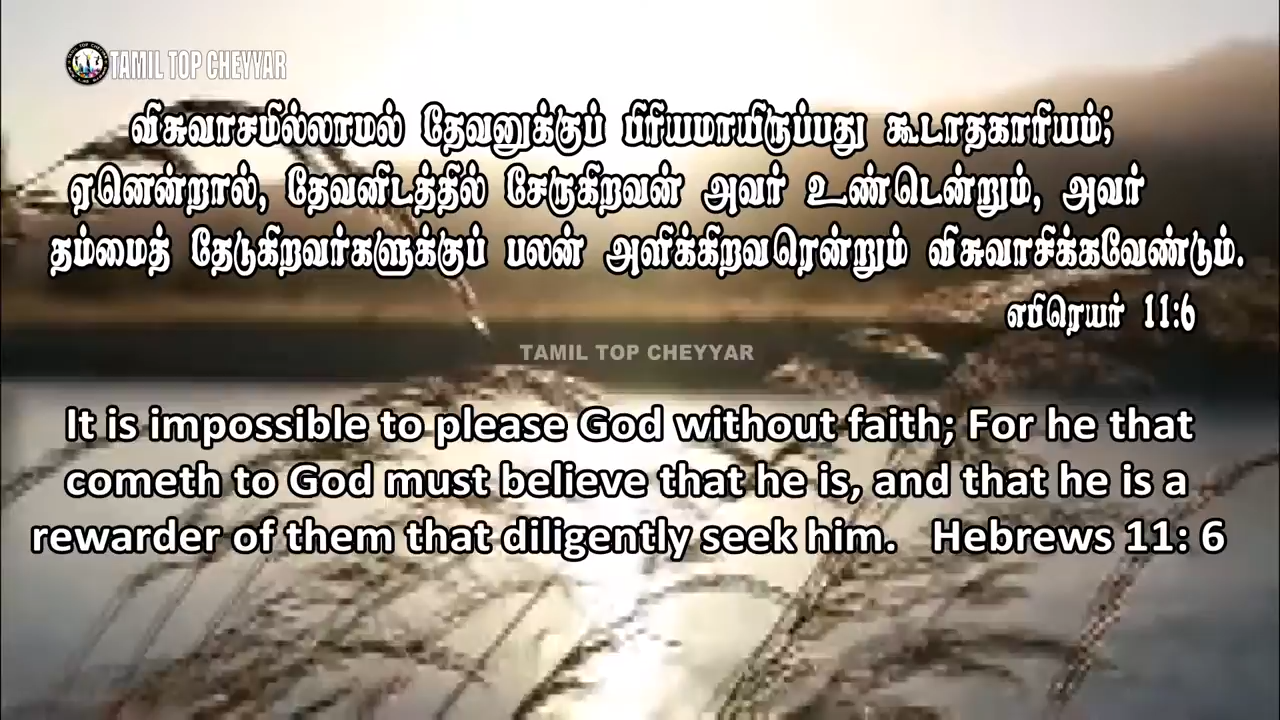 TAMIL TOP CHEYYAR
விசுவாசமில்லாமல் தேவனுக்குப் பிரியமாயிருப்பது கூடாதகாரியம்;
ஏனென்றால், தேவனிடத்தில் சேருகிறவன் அவர் உண்டென்றும், அவர்
தம்மைத் தேடுகிறவர்களுக்குப் பலன் அளிக்கிறவரென்றும் விசுவாசிக்கவேண்டும்.
எபிரெயர் 11:6
TAMIL TOP CHEYYAR
It is impossible to please God without faith; For he that
cometh to God must believe that he is, and that he is a
rewarder of them that diligently seek him. Hebrews 11: 6